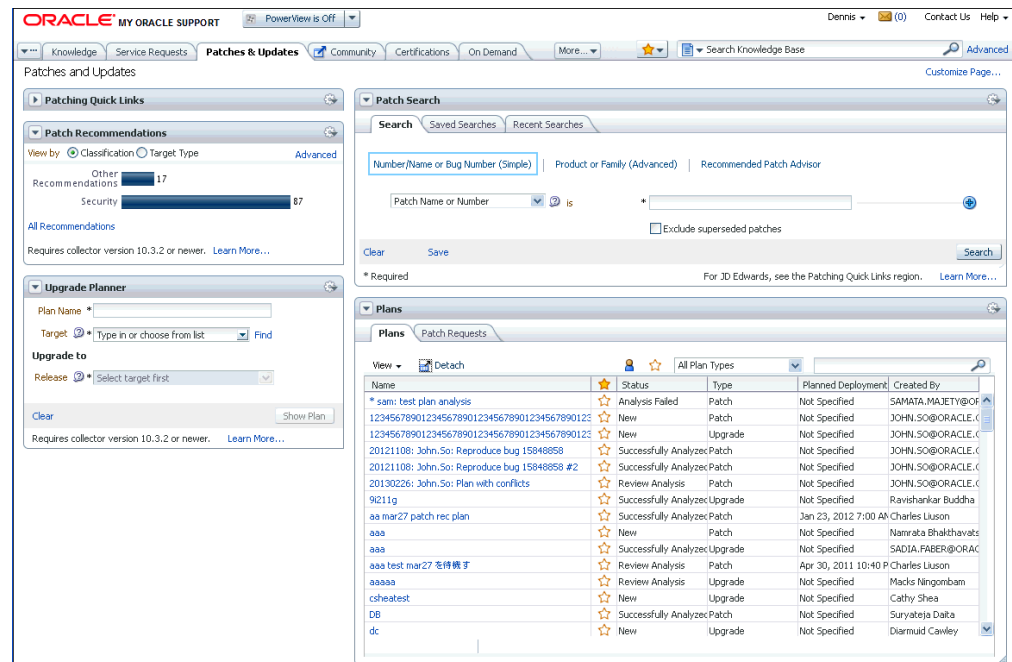 ORACLE MY ORACLE SUPPORT PowerView is Off Dennis (0) Contact Us Help
Knowledge Service Requests Patches & Updates Community Certifications On Demand More... Search Knowledge Base Advanced
Patches and Updates Customize Page...
Patching Quick Links
Patch Recommendations
View by Classification Target Type Advanced
Other Recommendations 17
Security 87
All Recommendations
Requires collector version 10.3.2 or newer. Learn More...
Upgrade Planner
Plan Name *
Target * Type in or choose from list Find
Upgrade to
Release * Select target first
Clear Show Plan
Requires collector version 10.3.2 or newer. Learn More...
Patch Search
Search Saved Searches Recent Searches
Number/Name or Bug Number (Simple) Product or Family (Advanced) Recommended Patch Advisor
Patch Name or Number is *
Exclude superseded patches
Clear Save Search
* Required For JD Edwards, see the Patching Quick Links region. Learn More...
Plans
Plans Patch Requests
View Detach All Plan Types
Name Status Type Planned Deployment Created By
* sam: test plan analysis Analysis Failed Patch Not Specified SAMATA.MAJETY@OR
1234567890123456789012345678901234567890123 New Patch Not Specified JOHN.SO@ORACLE.C
1234567890123456789012345678901234567890123 New Upgrade Not Specified JOHN.SO@ORACLE.C
20121108: John.So: Reproduce bug 15848858 Successfully Analyzed Patch Not Specified JOHN.SO@ORACLE.C
20121108: John.So: Reproduce bug 15848858 #2 Successfully Analyzed Patch Not Specified JOHN.SO@ORACLE.C
20130226: John.So: Plan with conflicts Review Analysis Patch Not Specified JOHN.SO@ORACLE.C
9i211g Successfully Analyzed Upgrade Not Specified Ravishankar Buddha
aa mar27 patch rec plan Successfully Analyzed Patch Jan 23, 2012 7:00 AM Charles Liuson
aaa New Patch Not Specified Namrata Bhakthavats
aaa Successfully Analyzed Upgrade Not Specified SADIA.FABER@ORAC
aaa test mar27 を待機す Review Analysis Patch Apr 30, 2011 10:40 P Charles Liuson
aaaaa Review Analysis Upgrade Not Specified Macks Ningombam
csheatest New Upgrade Not Specified Cathy Shea
DB Successfully Analyzed Patch Not Specified Suryateja Daita
dc New Upgrade Not Specified Diarmuid Cawley